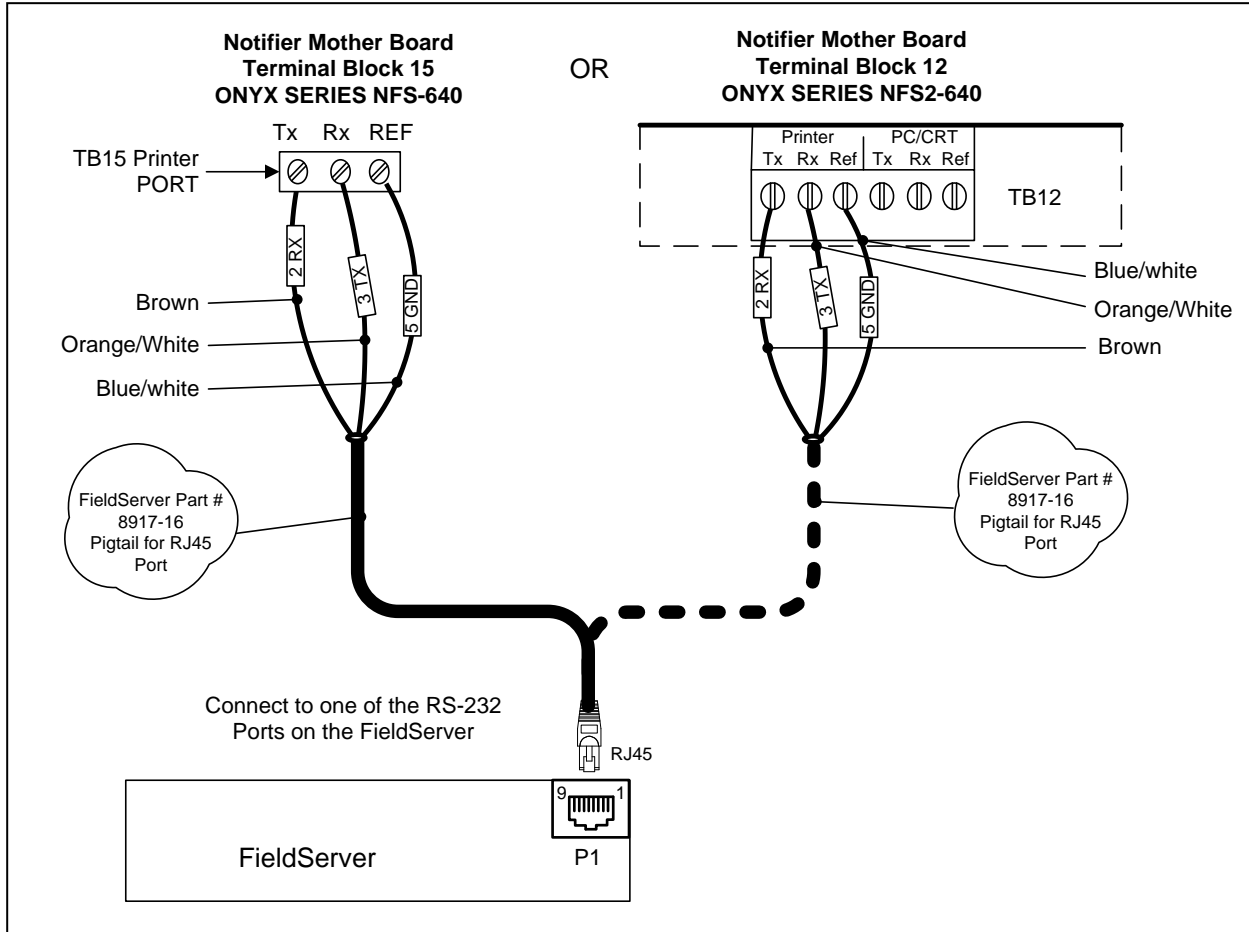 Notifier Mother Board
Terminal Block 15
ONYX SERIES NFS-640
OR
Notifier Mother Board
Terminal Block 12
ONYX SERIES NFS2-640
Tx Rx REF
TB15 Printer
PORT
2 RX
3 TX
5 GND
Brown
Orange/White
Blue/white
Printer PC/CRT
Tx Rx Ref Tx Rx Ref
TB12
2 RX
3 TX
5 GND
Blue/white
Orange/White
Brown
FieldServer Part #
8917-16
Pigtail for RJ45
Port
FieldServer Part #
8917-16
Pigtail for RJ45
Port
Connect to one of the RS-232
Ports on the FieldServer
RJ45
9 1
P1
FieldServer